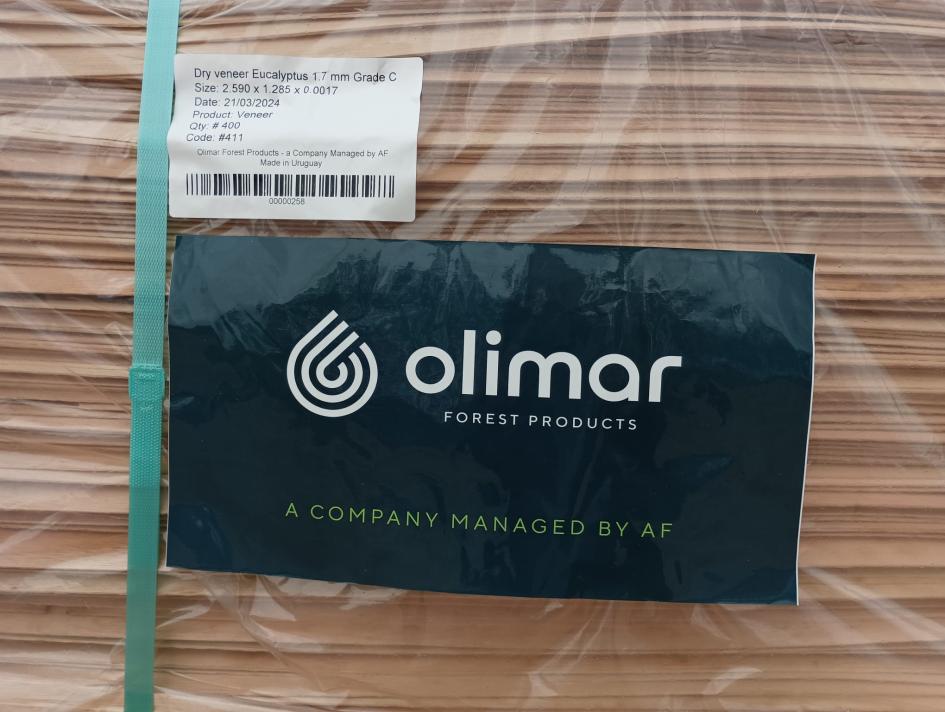 Dry veneer Eucalyptus 1.7 mm Grade C
Size: 2.590 x 1.285 x 0.0017
Date: 21/03/2024
Product: Veneer
Qty: # 400
Code: #411
Olimar Forest Products - a Company Managed by AF
Made in Uruguay
00000258
olimar
FOREST PRODUCTS
A COMPANY MANAGED BY AF